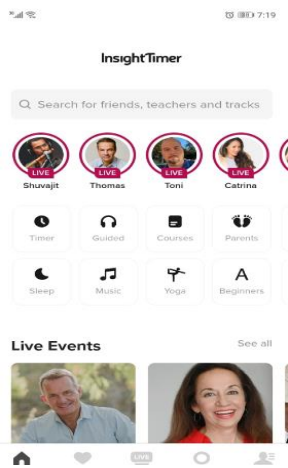 7:19
InsightTimer
Search for friends, teachers and tracks
LIVE LIVE LIVE LIVE
Shuvajit Thomas Toni Catrina
Timer Guided Courses Parents
Sleep Music Yoga Beginners
A
Live Events See all
LIVE